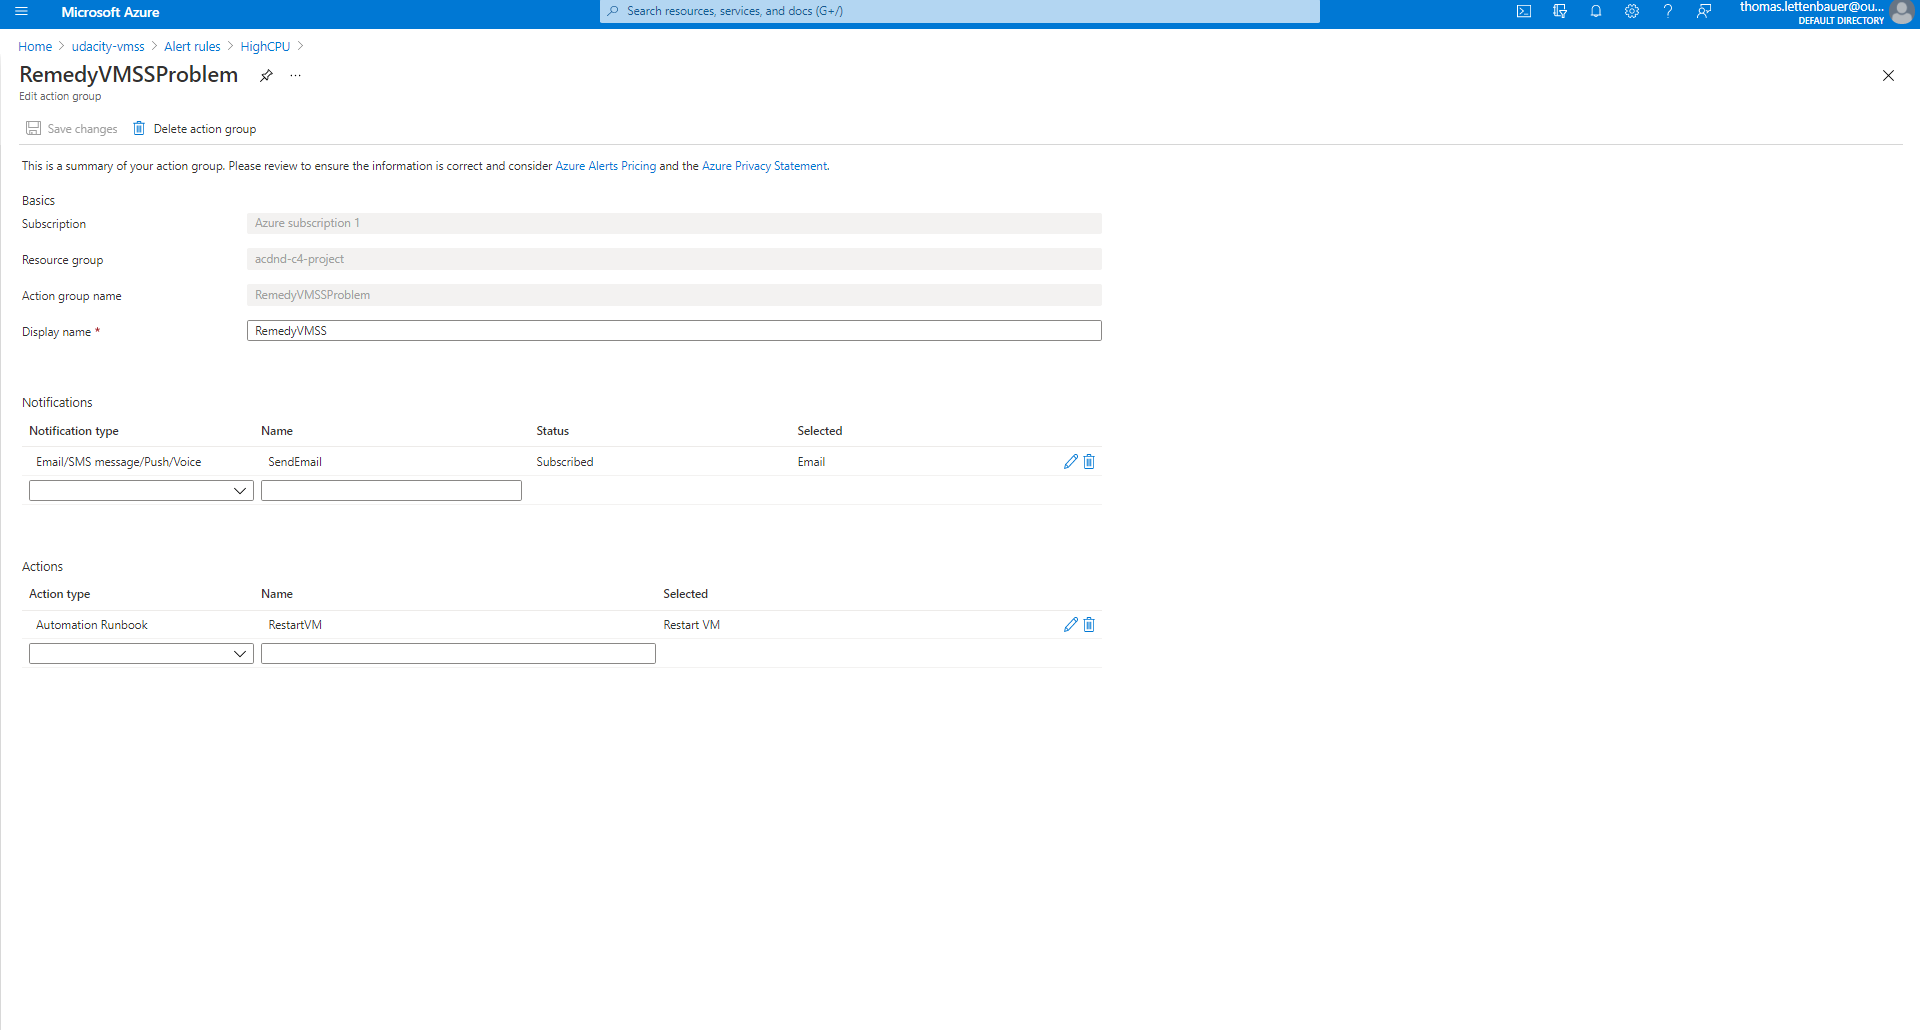 Microsoft Azure
Search resources, services, and docs (G+/)
thomas.lettenbauer@ou...
DEFAULT DIRECTORY
Home > udacity-vmss > Alert rules > HighCPU >
RemedyVMSSProblem
Edit action group
Save changes Delete action group
This is a summary of your action group. Please review to ensure the information is correct and consider Azure Alerts Pricing and the Azure Privacy Statement.
Basics
Subscription Azure subscription 1
Resource group acdnd-c4-project
Action group name RemedyVMSSProblem
Display name * RemedyVMSS
Notifications
Notification type Name Status Selected
Email/SMS message/Push/Voice SendEmail Subscribed Email
Actions
Action type Name Selected
Automation Runbook RestartVM Restart VM